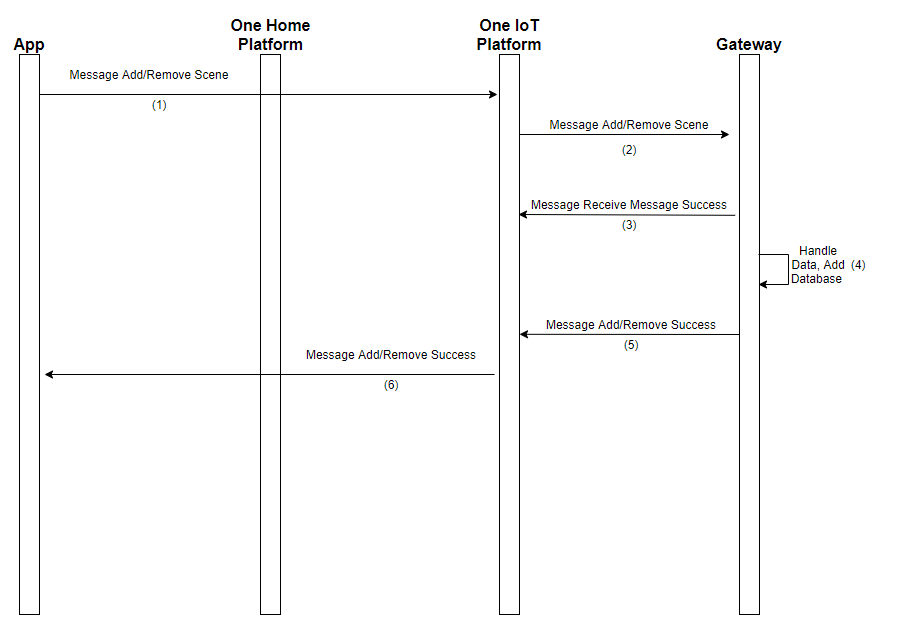 One Home
One IoT
App
Platform
Platform
Gateway
Message Add/Remove Scene
(1)
Message Add/Remove Scene
(2)
Message Receive Message Success
(3)
Handle
Data, Add (4)
Database
Message Add/Remove Success
(5)
Message Add/Remove Success
(6)